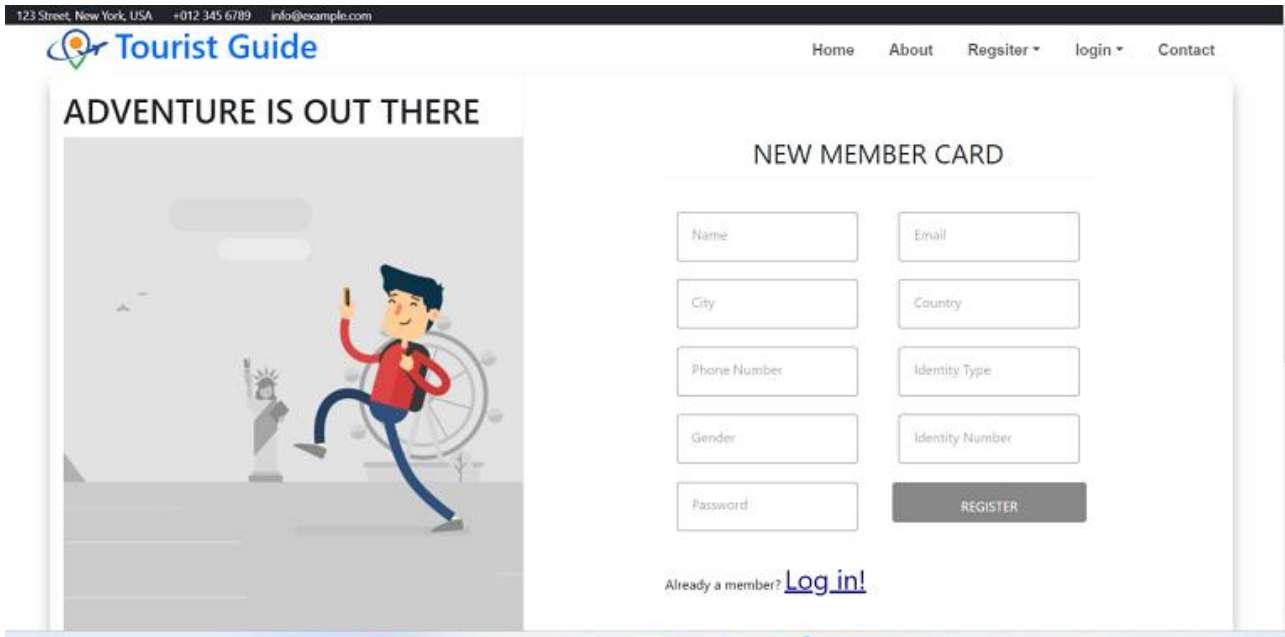 123 Street, New York, USA +012 345 6789 info@example.com
Tourist Guide
Home About Regsiter login Contact
ADVENTURE IS OUT THERE
NEW MEMBER CARD
Name Email
City Country
Phone Number Identity Type
Gender Identity Number
Password REGISTER
Already a member? Log in!